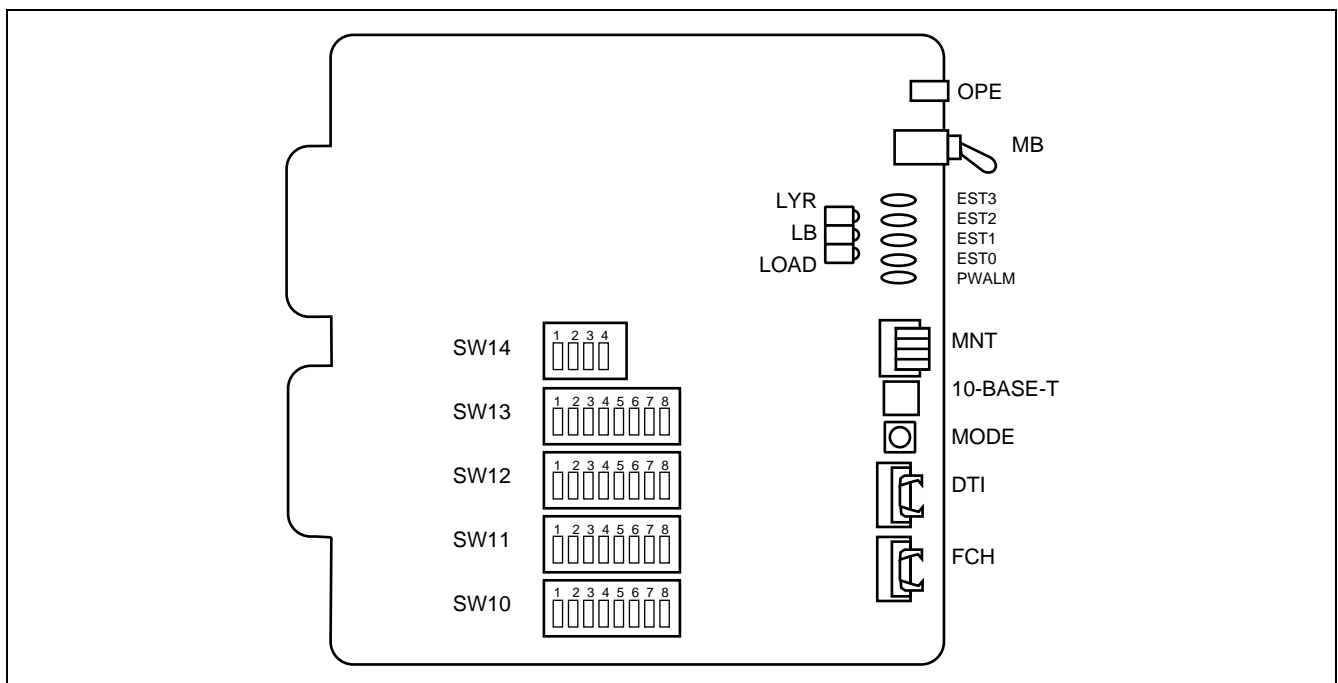 OPE
MB
LYR
LB
LOAD
EST3
EST2
EST1
EST0
PWALM
SW14
1 2 3 4
MNT
10-BASE-T
SW13
1 2 3 4 5 6 7 8
MODE
SW12
1 2 3 4 5 6 7 8
DTI
SW11
1 2 3 4 5 6 7 8
FCH
SW10
1 2 3 4 5 6 7 8